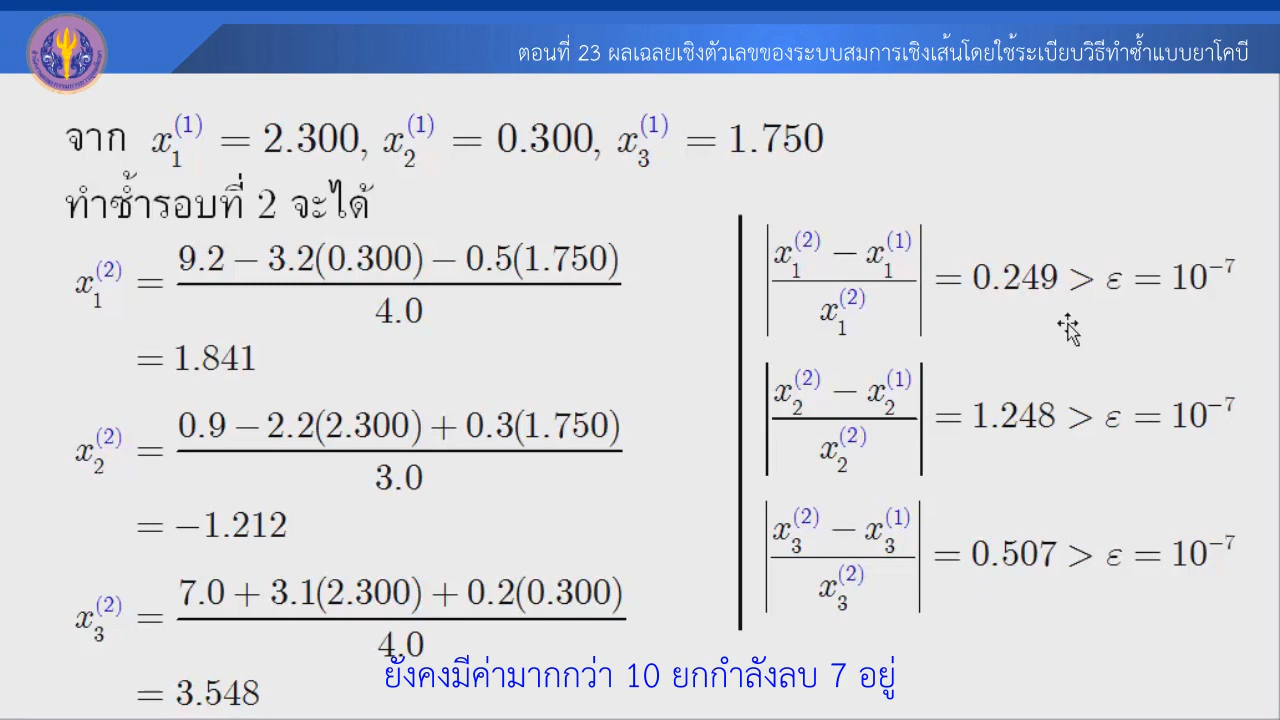 ตอนที่ 23 ผลเฉลยเชิงตัวเลขของระบบสมการเชิงเส้นโดยใช้ระเบียบวิธีทำซ้ำแบบยาโคบี
จาก x₁⁽¹⁾ = 2.300, x₂⁽¹⁾ = 0.300, x₃⁽¹⁾ = 1.750
ทำซ้ำรอบที่ 2 จะได้
x₁⁽²⁾ = (9.2 − 3.2(0.300) − 0.5(1.750)) / 4.0
= 1.841
x₂⁽²⁾ = (0.9 − 2.2(2.300) + 0.3(1.750)) / 3.0
= −1.212
x₃⁽²⁾ = (7.0 + 3.1(2.300) + 0.2(0.300)) / 4.0
= 3.548
|(x₁⁽²⁾ − x₁⁽¹⁾) / x₁⁽²⁾| = 0.249 > ε = 10⁻⁷
|(x₂⁽²⁾ − x₂⁽¹⁾) / x₂⁽²⁾| = 1.248 > ε = 10⁻⁷
|(x₃⁽²⁾ − x₃⁽¹⁾) / x₃⁽²⁾| = 0.507 > ε = 10⁻⁷
ยังคงมีค่ามากกว่า 10 ยกกำลังลบ 7 อยู่